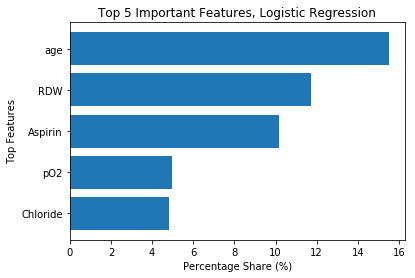 Top 5 Important Features, Logistic Regression
Top Features
age
RDW
Aspirin
pO2
Chloride
0 2 4 6 8 10 12 14 16
Percentage Share (%)